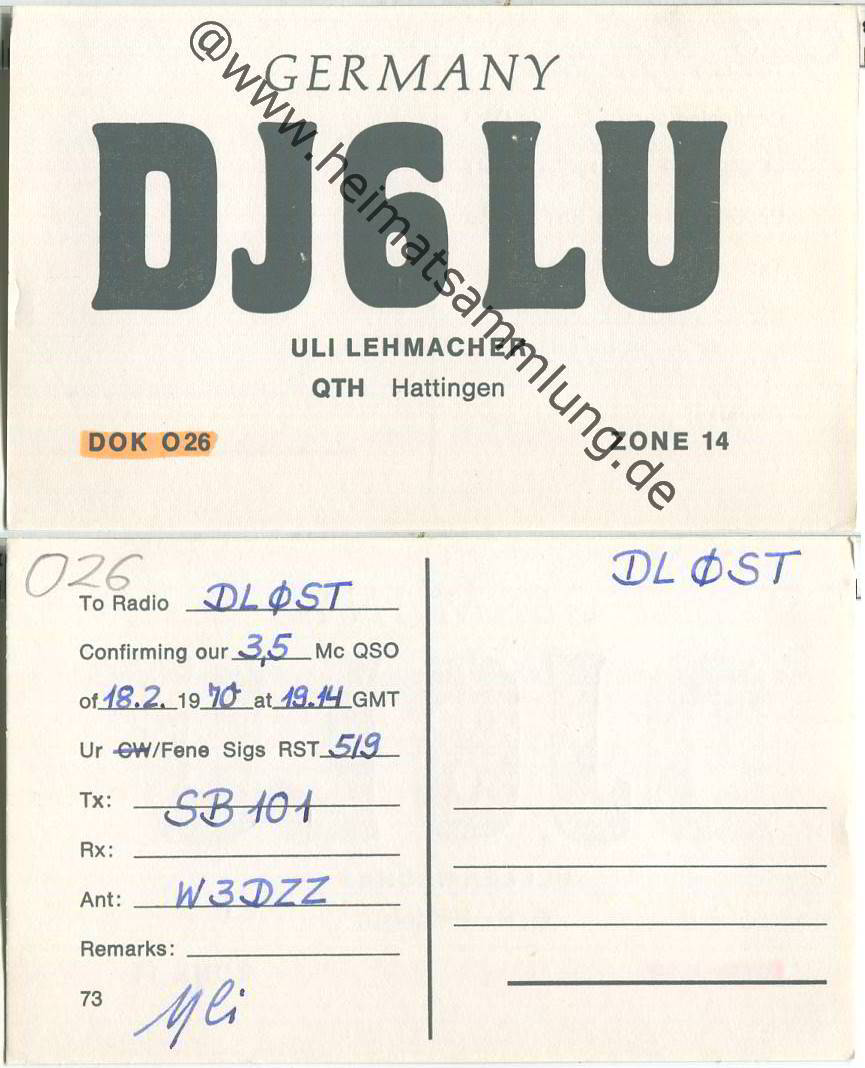 GERMANY
DJ6LU
ULI LEHMACHER
QTH Hattingen
DOK O26 ZONE 14
@www.heimatsammlung.de
O26
To Radio DLØST
Confirming our 3,5 Mc QSO
of 18.2. 1970 at 19.14 GMT
Ur CW/Fene Sigs RST 5/9
Tx: SB 101
Rx:
Ant: W3DZZ
Remarks:
73
Uli
DLØST